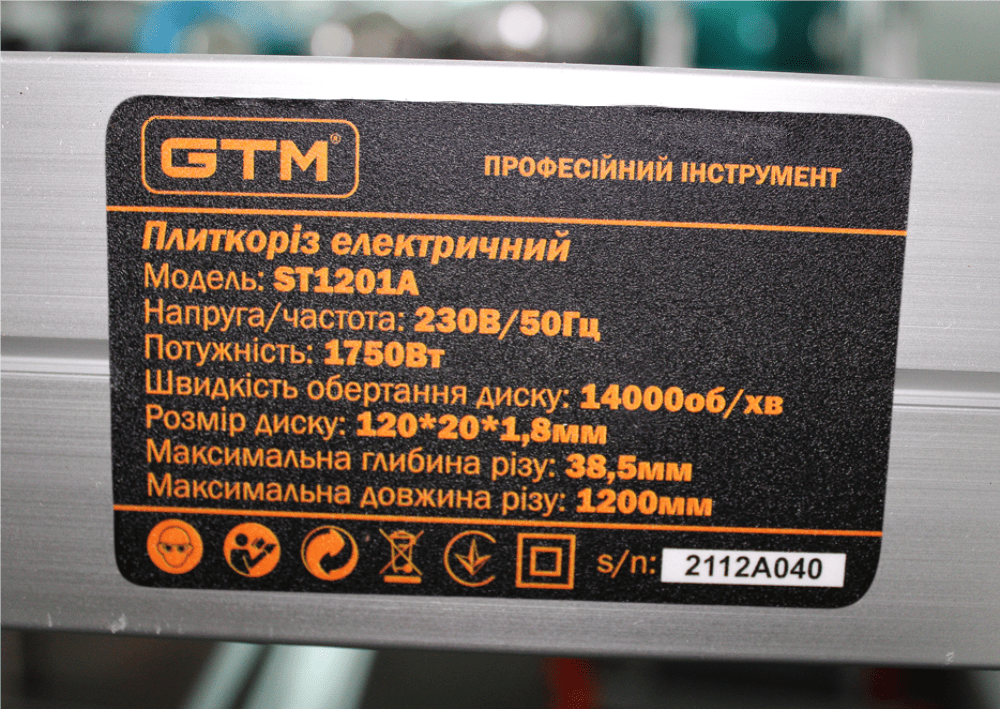 GTM®
ПРОФЕСІЙНИЙ ІНСТРУМЕНТ
Плиткоріз електричний
Модель: ST1201A
Напруга/частота: 230В/50Гц
Потужність: 1750Вт
Швидкість обертання диску: 14000об/хв
Розмір диску: 120*20*1,8мм
Максимальна глибина різу: 38,5мм
Максимальна довжина різу: 1200мм
s/n: 2112A040